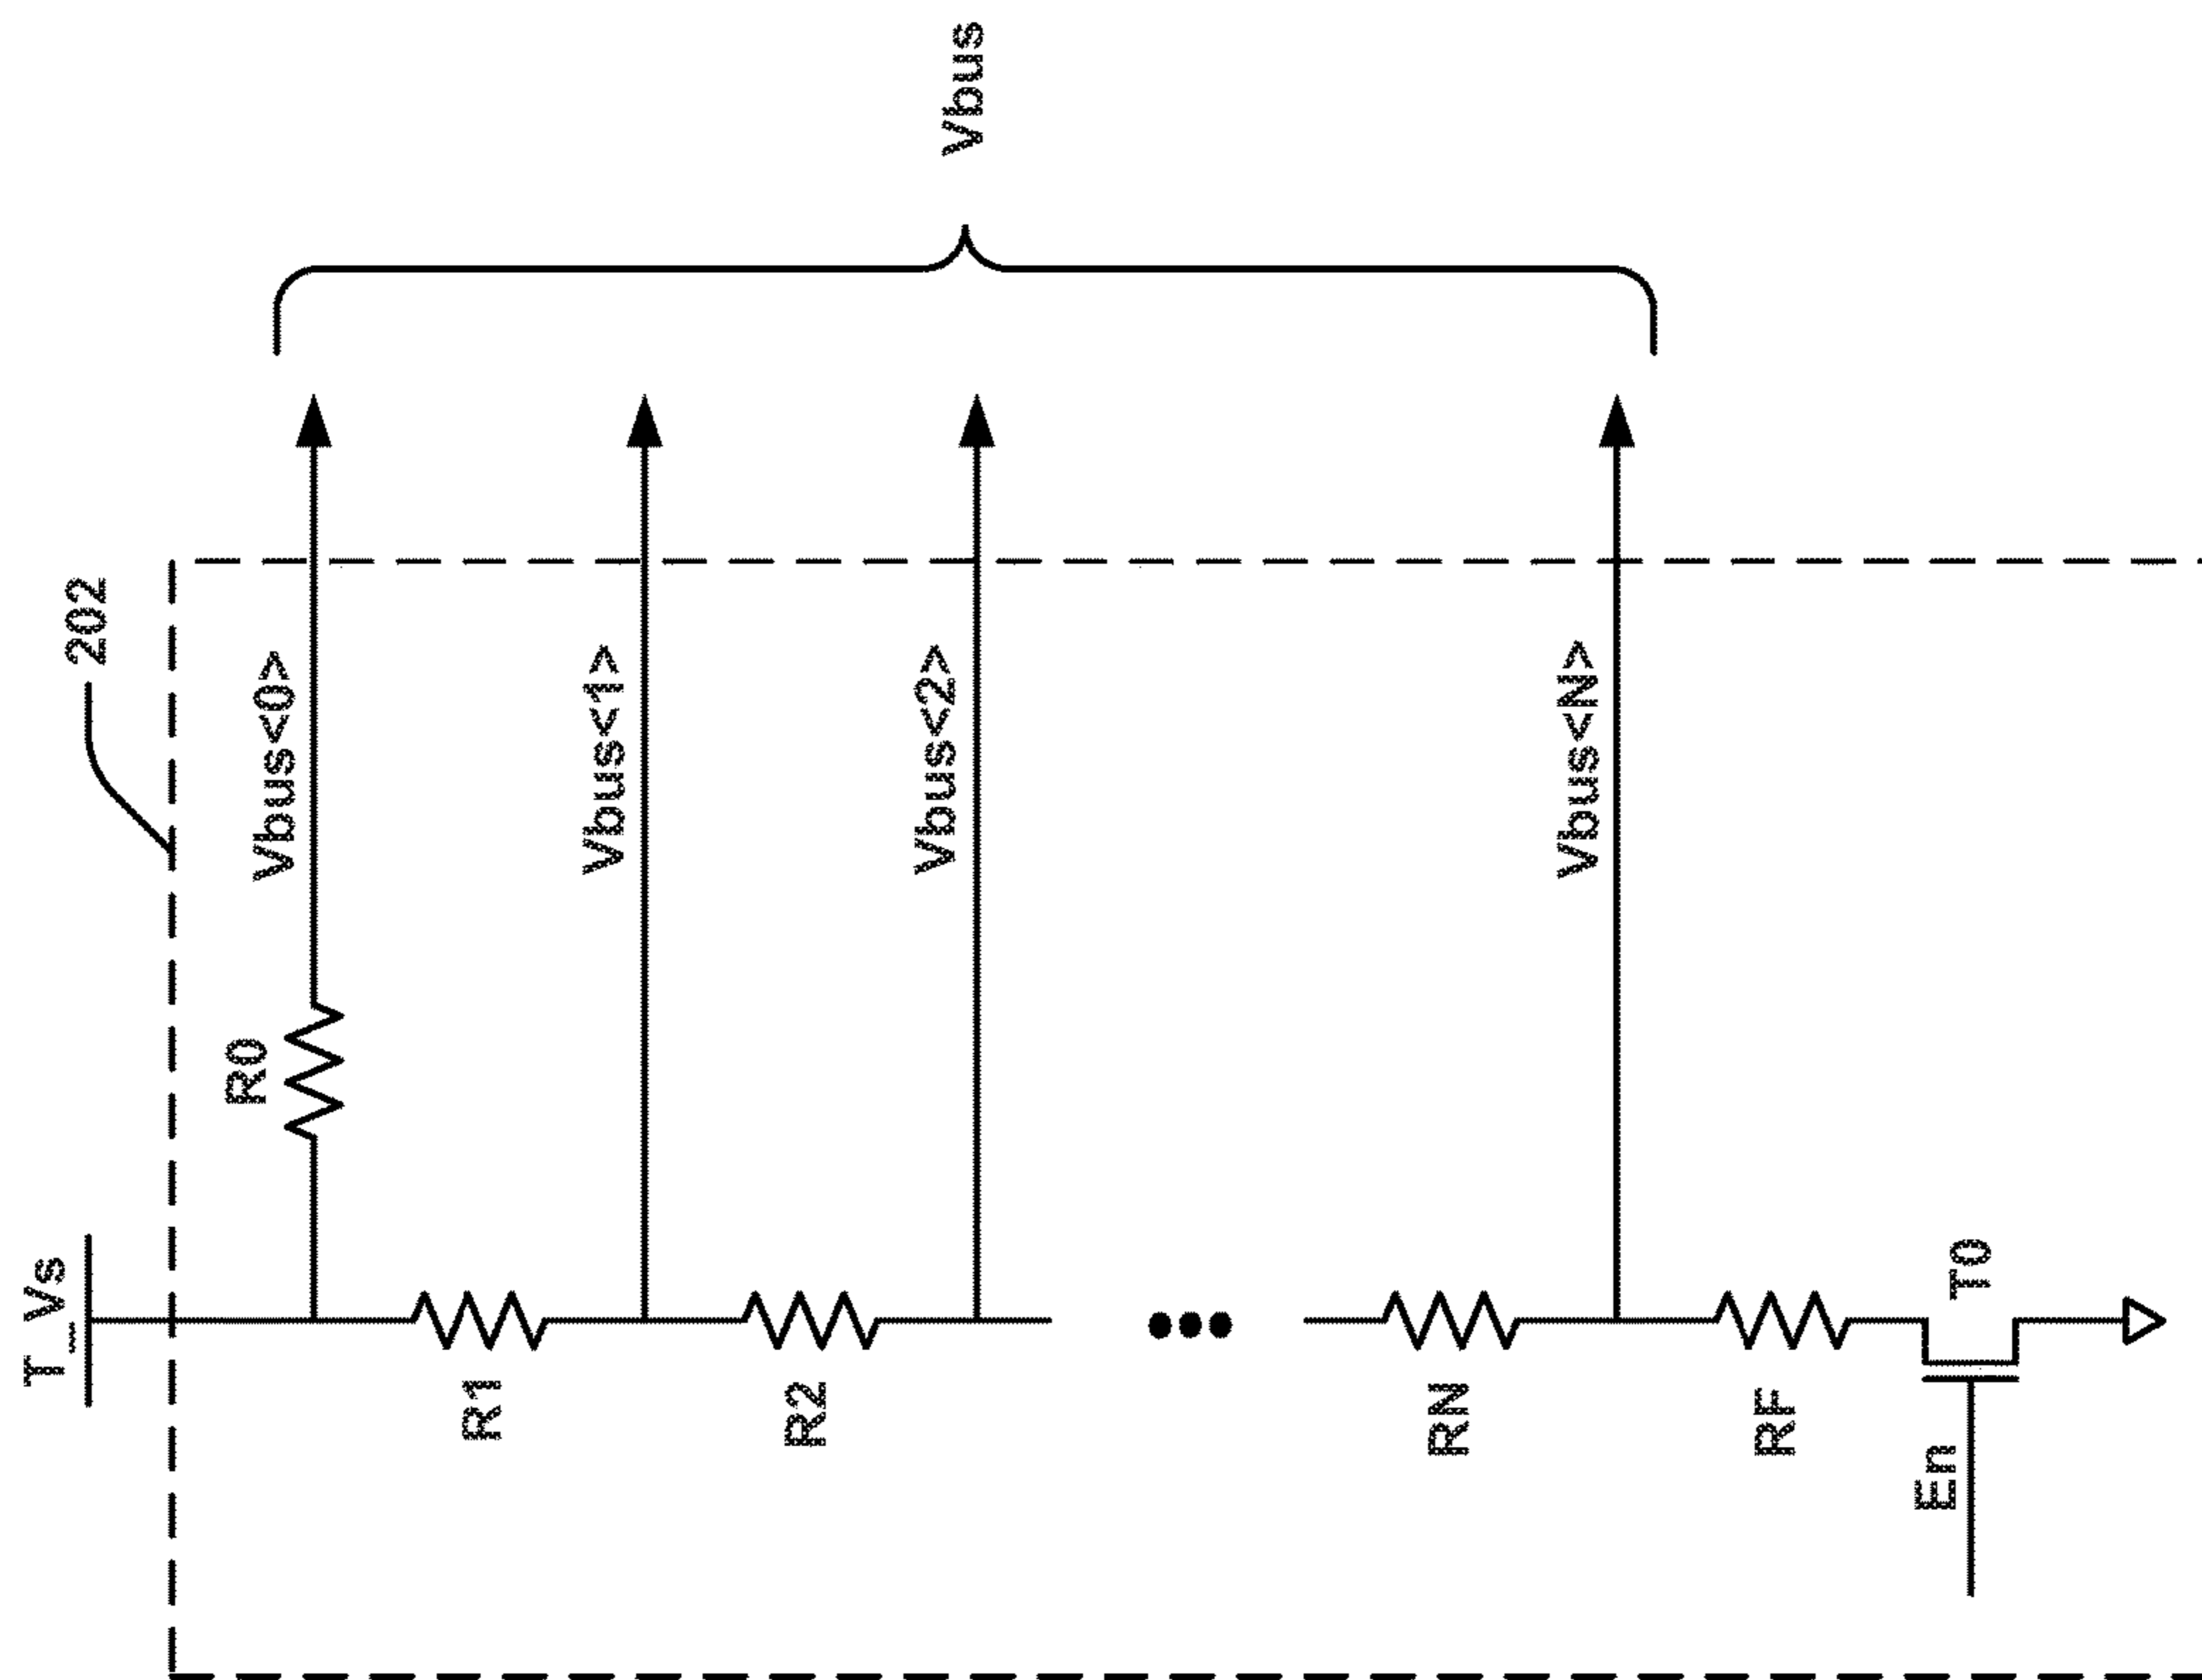 T_Vs
202
R0
Vbus<0>
R1
Vbus<1>
R2
Vbus<2>
Vbus
RN
Vbus<N>
RF
En
T0